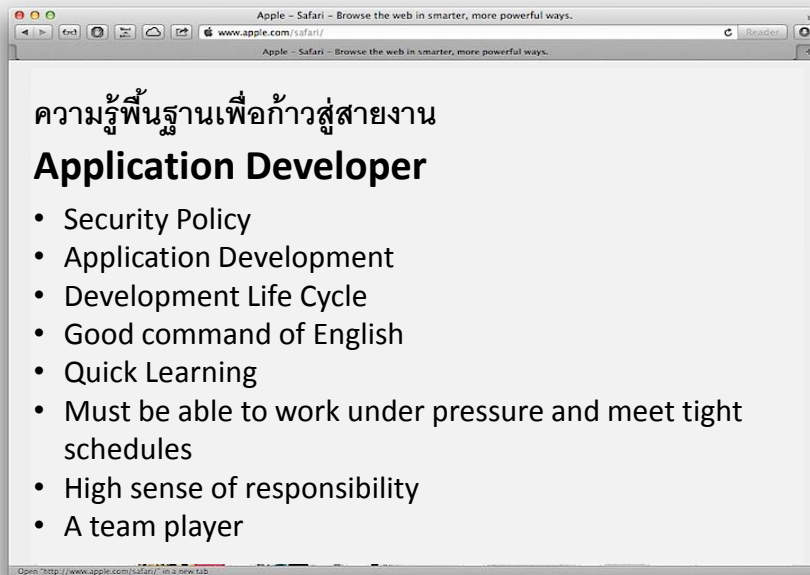 Apple – Safari – Browse the web in smarter, more powerful ways.
www.apple.com/safari/
Reader
Apple – Safari – Browse the web in smarter, more powerful ways.
ความรู้พื้นฐานเพื่อก้าวสู่สายงาน
Application Developer
• Security Policy
• Application Development
• Development Life Cycle
• Good command of English
• Quick Learning
• Must be able to work under pressure and meet tight
schedules
• High sense of responsibility
• A team player
Open "http://www.apple.com/safari/" in a new tab